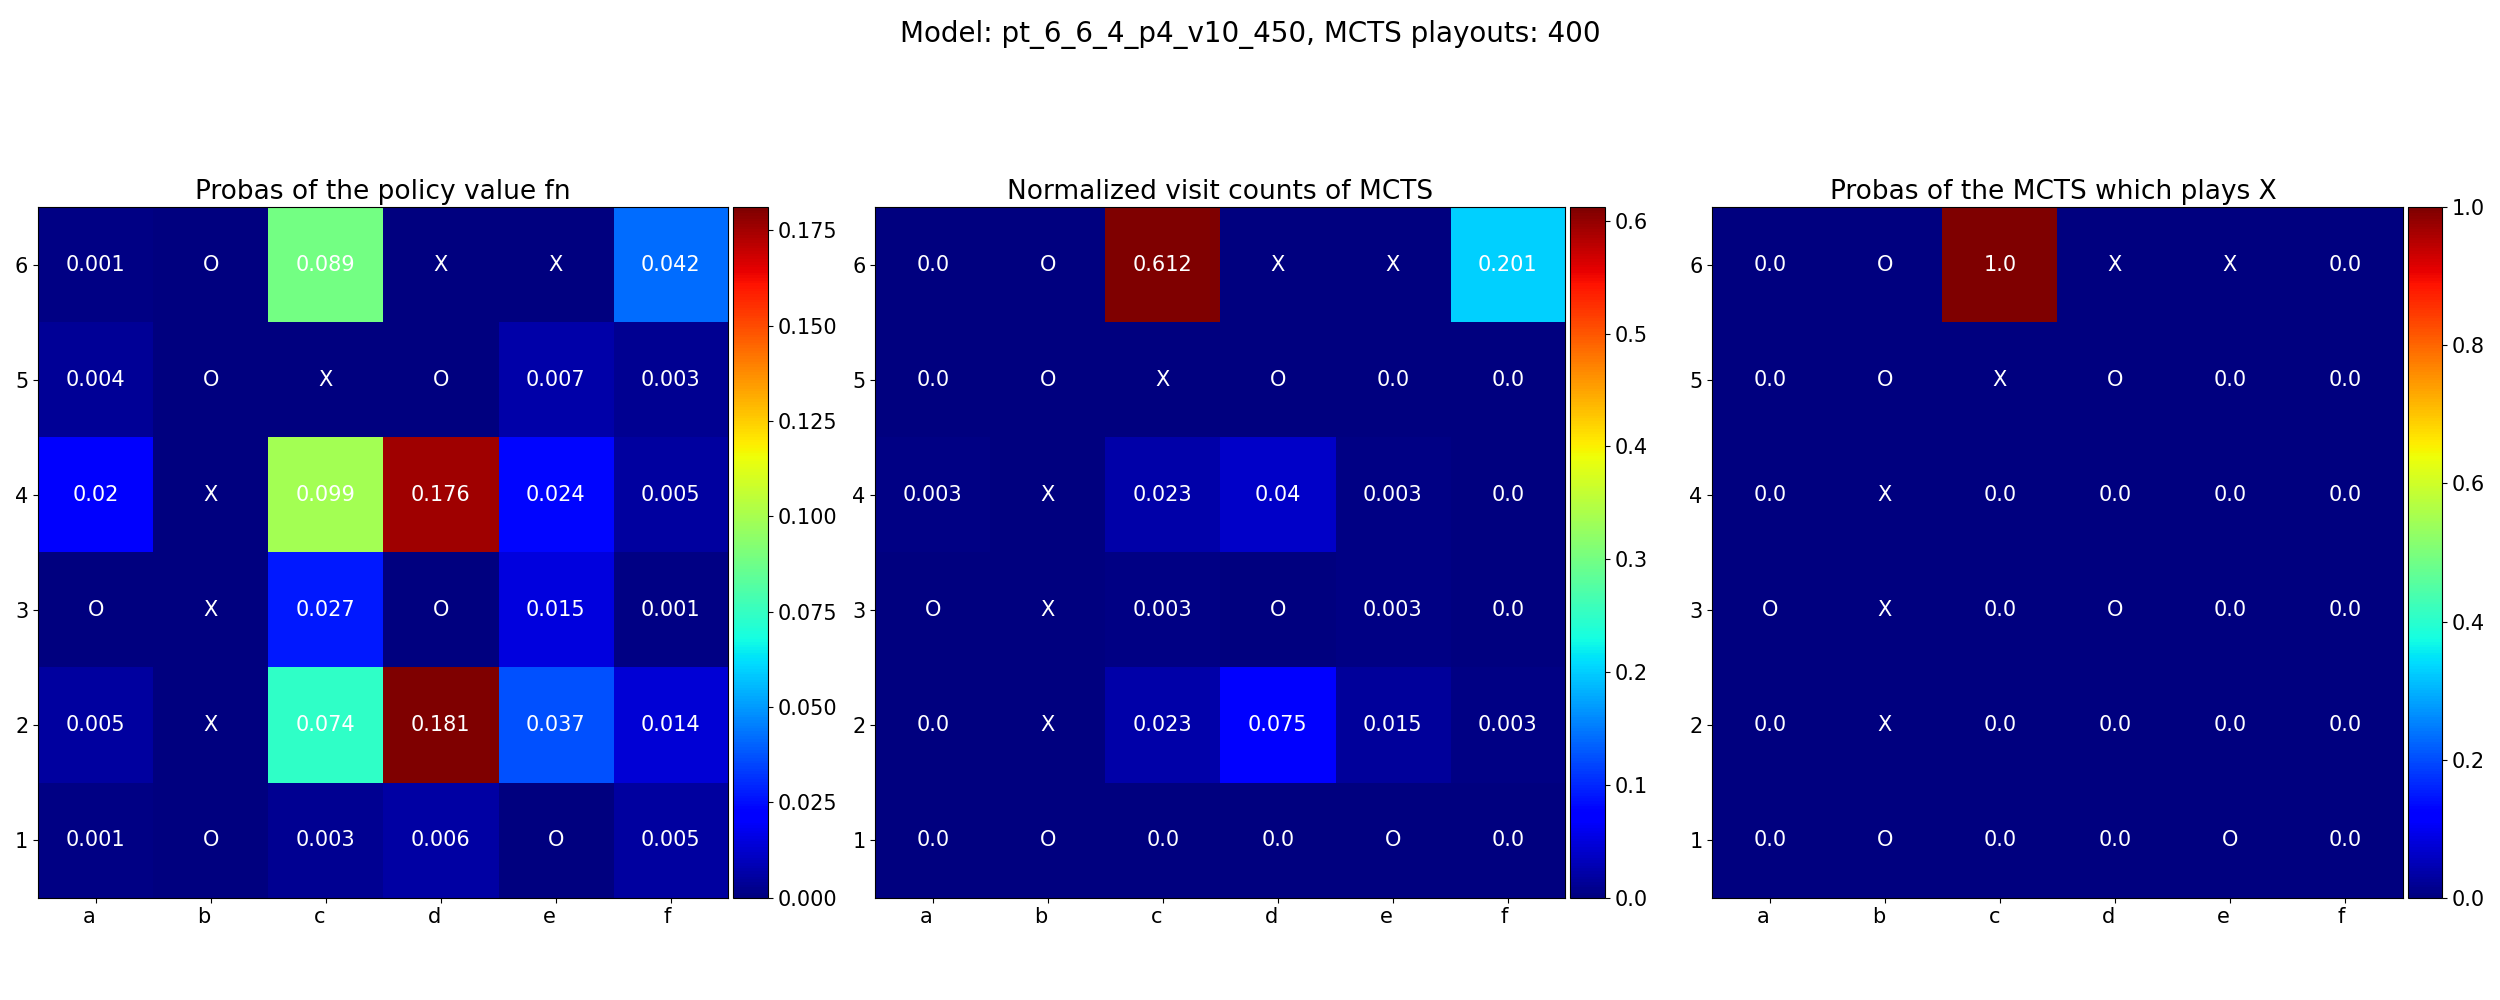 Model: pt_6_6_4_p4_v10_450, MCTS playouts: 400
Probas of the policy value fn
6 0.001 O 0.089 X X 0.042
5 0.004 O X O 0.007 0.003
4 0.02 X 0.099 0.176 0.024 0.005
3 O X 0.027 O 0.015 0.001
2 0.005 X 0.074 0.181 0.037 0.014
1 0.001 O 0.003 0.006 O 0.005
a b c d e f
0.175
0.150
0.125
0.100
0.075
0.050
0.025
0.000
Normalized visit counts of MCTS
6 0.0 O 0.612 X X 0.201
5 0.0 O X O 0.0 0.0
4 0.003 X 0.023 0.04 0.003 0.0
3 O X 0.003 O 0.003 0.0
2 0.0 X 0.023 0.075 0.015 0.003
1 0.0 O 0.0 0.0 O 0.0
a b c d e f
0.6
0.5
0.4
0.3
0.2
0.1
0.0
Probas of the MCTS which plays X
6 0.0 O 1.0 X X 0.0
5 0.0 O X O 0.0 0.0
4 0.0 X 0.0 0.0 0.0 0.0
3 O X 0.0 O 0.0 0.0
2 0.0 X 0.0 0.0 0.0 0.0
1 0.0 O 0.0 0.0 O 0.0
a b c d e f
1.0
0.8
0.6
0.4
0.2
0.0